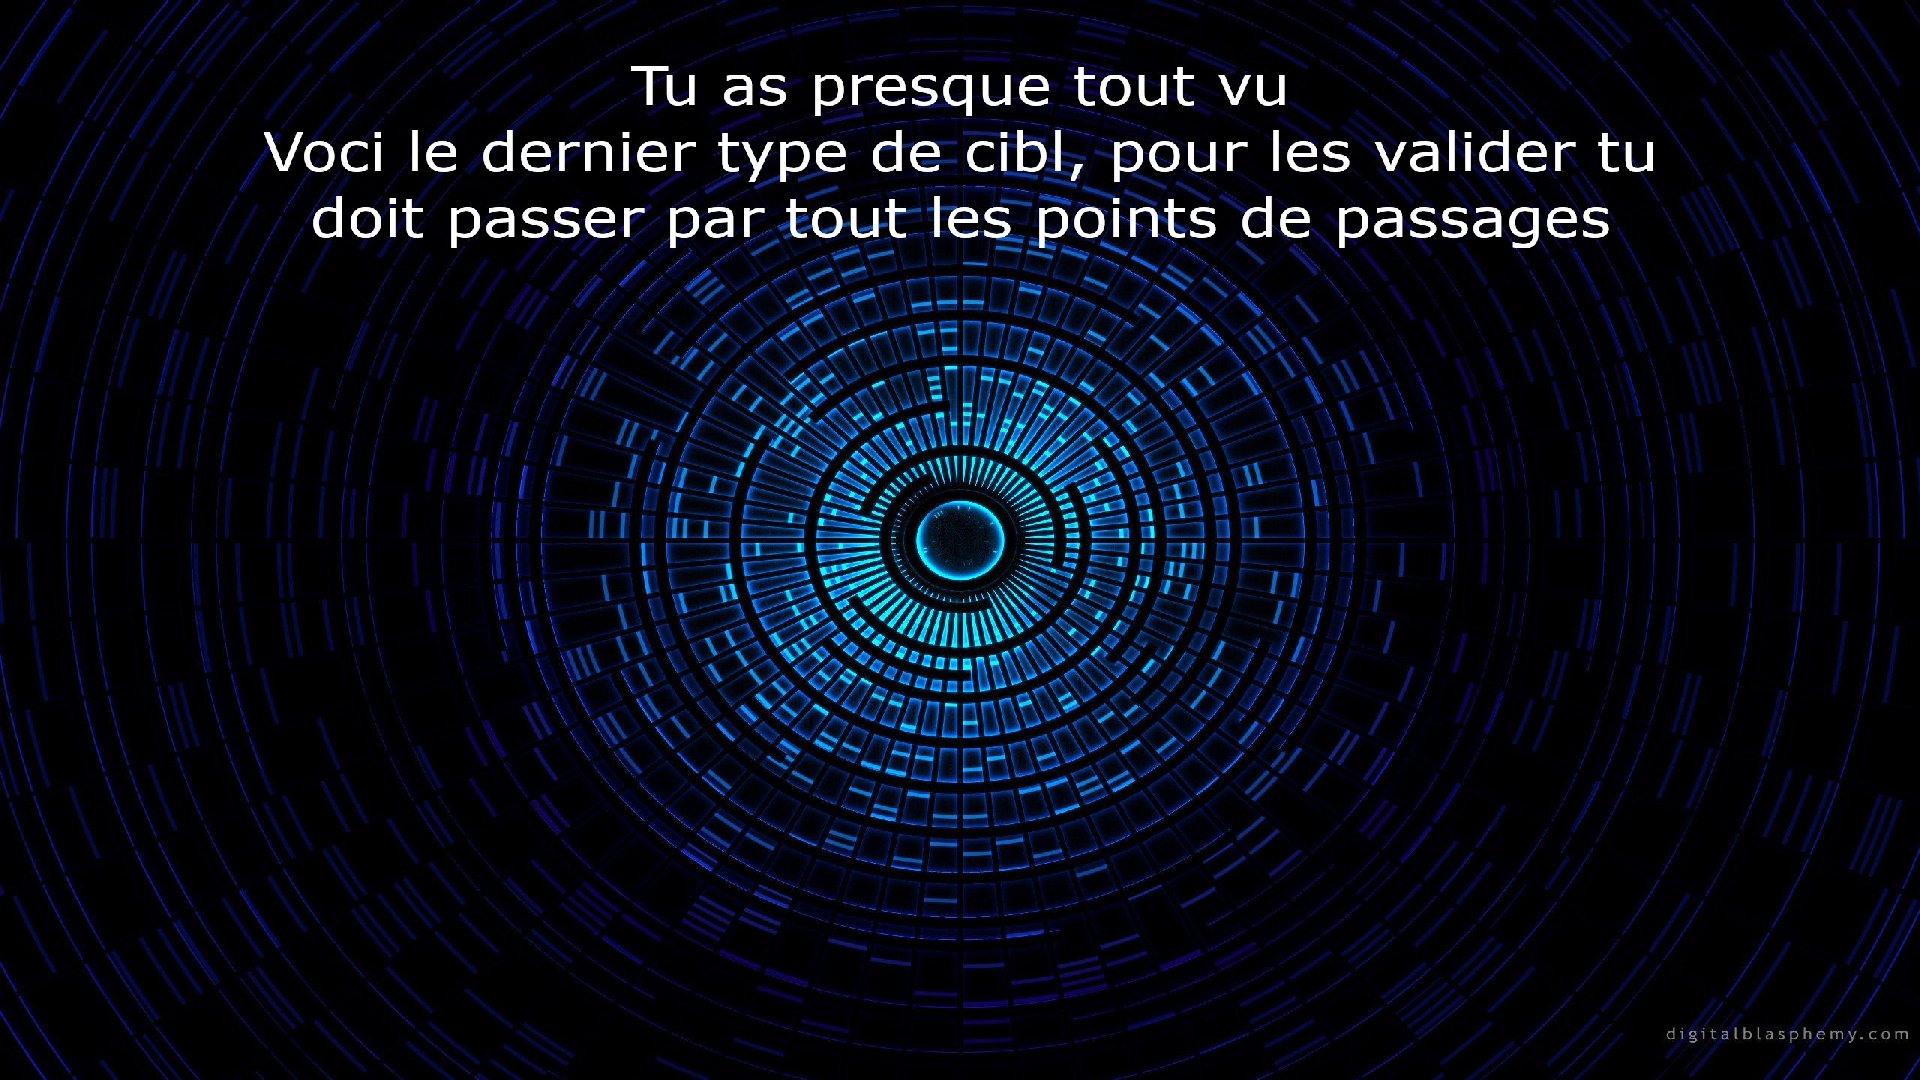 Tu as presque tout vu
Voci le dernier type de cibl, pour les valider tu
doit passer par tout les points de passages
digitalblasphemy.com